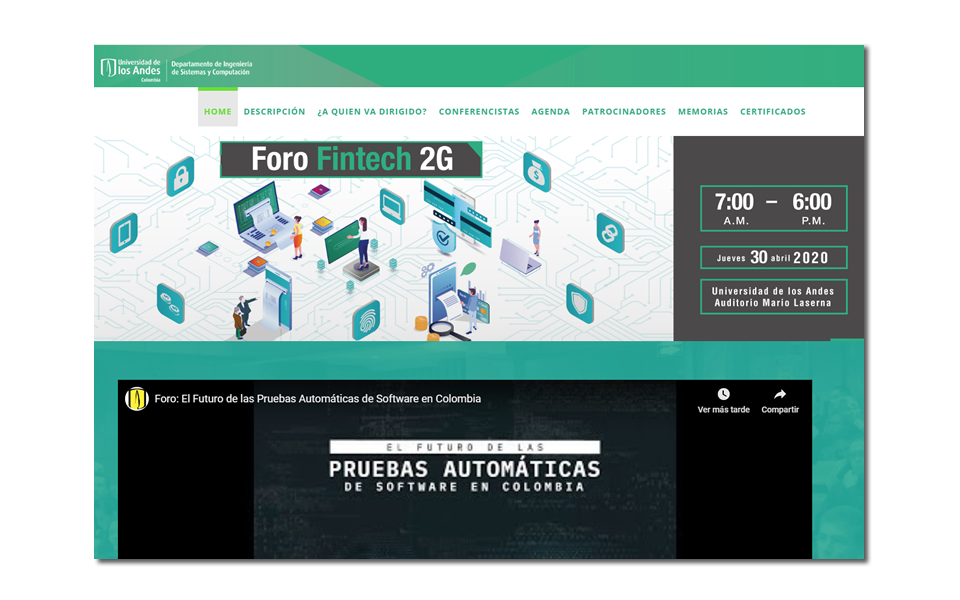 Universidad de
los Andes
Colombia
Departamento de Ingeniería
de Sistemas y Computación
HOME DESCRIPCIÓN ¿A QUIEN VA DIRIGIDO? CONFERENCISTAS AGENDA PATROCINADORES MEMORIAS CERTIFICADOS
Foro Fintech 2G
7:00 – 6:00
A.M. P.M.
Jueves 30 abril 2020
Universidad de los Andes
Auditorio Mario Laserna
Foro: El Futuro de las Pruebas Automáticas de Software en Colombia
Ver más tarde Compartir
EL FUTURO DE LAS
PRUEBAS AUTOMÁTICAS
DE SOFTWARE EN COLOMBIA